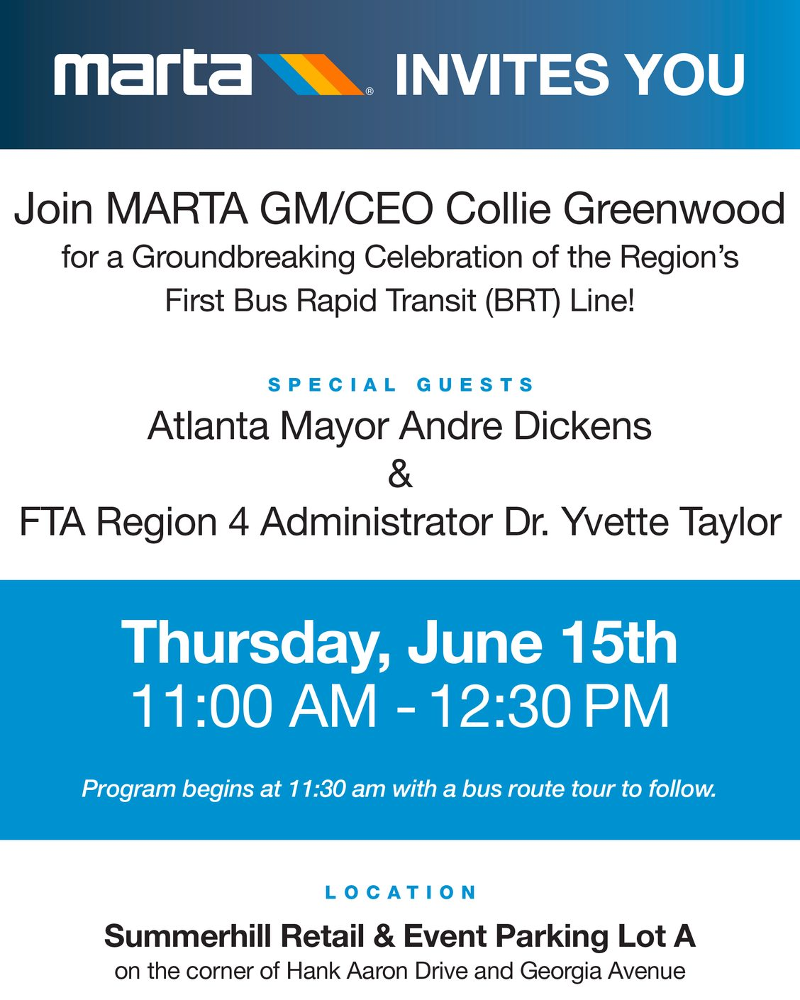 marta ® INVITES YOU
Join MARTA GM/CEO Collie Greenwood
for a Groundbreaking Celebration of the Region’s
First Bus Rapid Transit (BRT) Line!
SPECIAL GUESTS
Atlanta Mayor Andre Dickens
&
FTA Region 4 Administrator Dr. Yvette Taylor
Thursday, June 15th
11:00 AM - 12:30 PM
Program begins at 11:30 am with a bus route tour to follow.
LOCATION
Summerhill Retail & Event Parking Lot A
on the corner of Hank Aaron Drive and Georgia Avenue